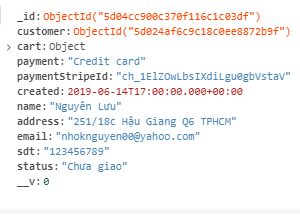 _id: ObjectId("5d04cc900c370f116c1c03df")
customer: ObjectId("5d024af6c9c18c0ee8872b9f")
> cart: Object
payment: "Credit card"
paymentStripeId: "ch_1ElZOwLbsIXdiLgu0gbVstaV"
created: 2019-06-14T17:00:00.000+00:00
name: "Nguyên Lưu"
address: "251/18c Hậu Giang Q6 TPHCM"
email: "nhoknguyen00@yahoo.com"
sdt: "123456789"
status: "Chưa giao"
__v: 0